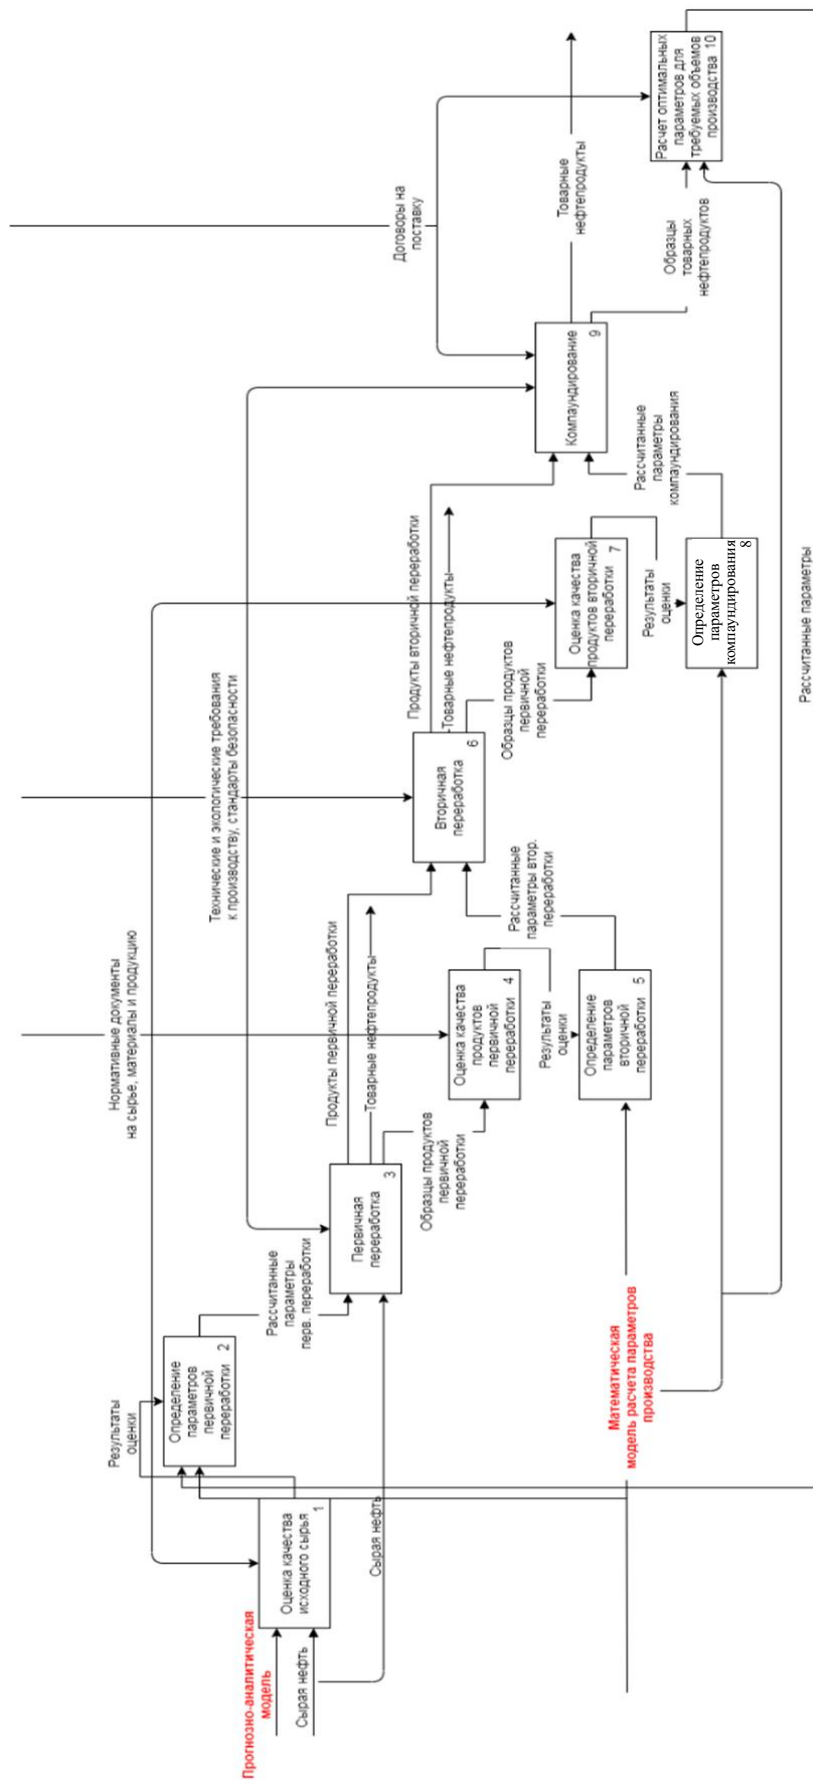 Прогнозно-аналитическая
модель
Сырая нефть
Оценка качества
исходного сырья 1
Сырая нефть
Результаты
оценки
Определение
параметров
первичной
переработки 2
Рассчитанные
параметры
перв. переработки
Нормативные документы
на сырье, материалы и продукцию
Технические и экологические требования
к производству, стандарты безопасности
Первичная
переработка
3
Продукты первичной переработки
Товарные нефтепродукты
Образцы продуктов
первичной
переработки
Оценка качества
продуктов
первичной
переработки 4
Результаты
оценки
Определение
параметров
вторичной
переработки 5
Рассчитанные
параметры втор.
переработки
Математическая
модель расчета параметров
производства
Вторичная
переработка
6
Продукты вторичной переработки
Товарные нефтепродукты
Образцы продуктов
первичной
переработки
Оценка качества
продуктов вторичной
переработки 7
Результаты
оценки
Определение
параметров
компаундирования
8
Рассчитанные
параметры
компаундирования
Компаундирование
9
Договоры на
поставку
Товарные
нефтепродукты
Образцы
товарных
нефтепродуктов
Расчет оптимальных
параметров для
требуемых объемов
производства 10
Рассчитанные параметры